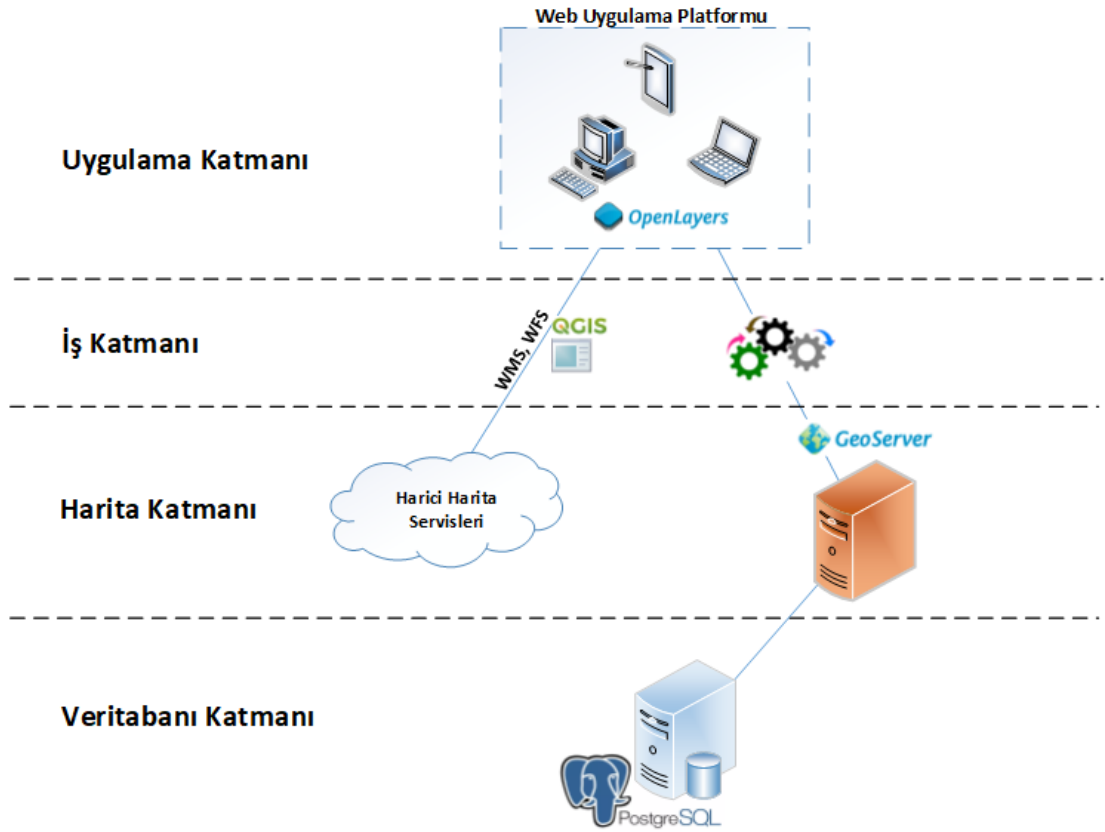 Web Uygulama Platformu
Uygulama Katmanı
OpenLayers
İş Katmanı
WMS, WFS
QGIS
GeoServer
Harita Katmanı
Harici Harita
Servisleri
Veritabanı Katmanı
PostgreSQL